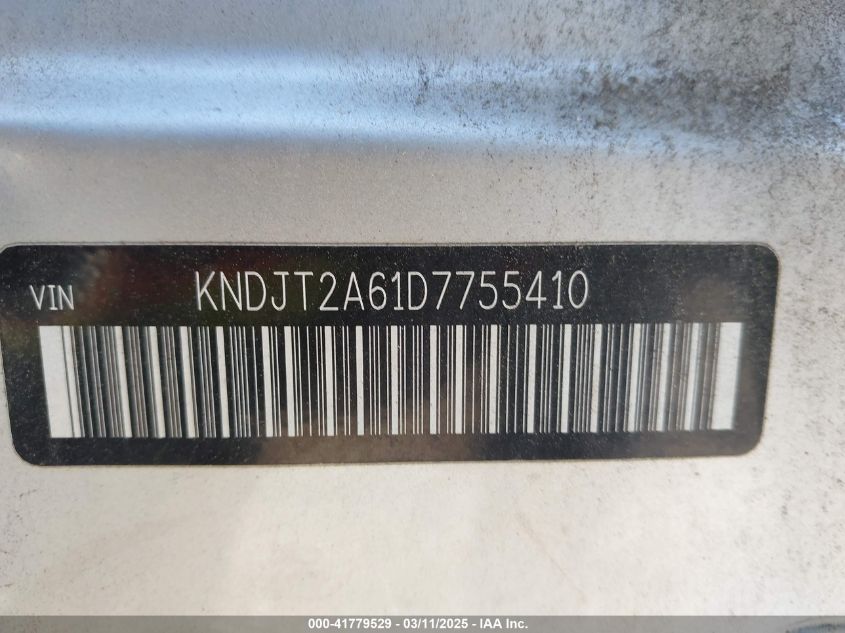 VIN KNDJT2A61D7755410
000-41779529 - 03/11/2025 - IAA Inc.